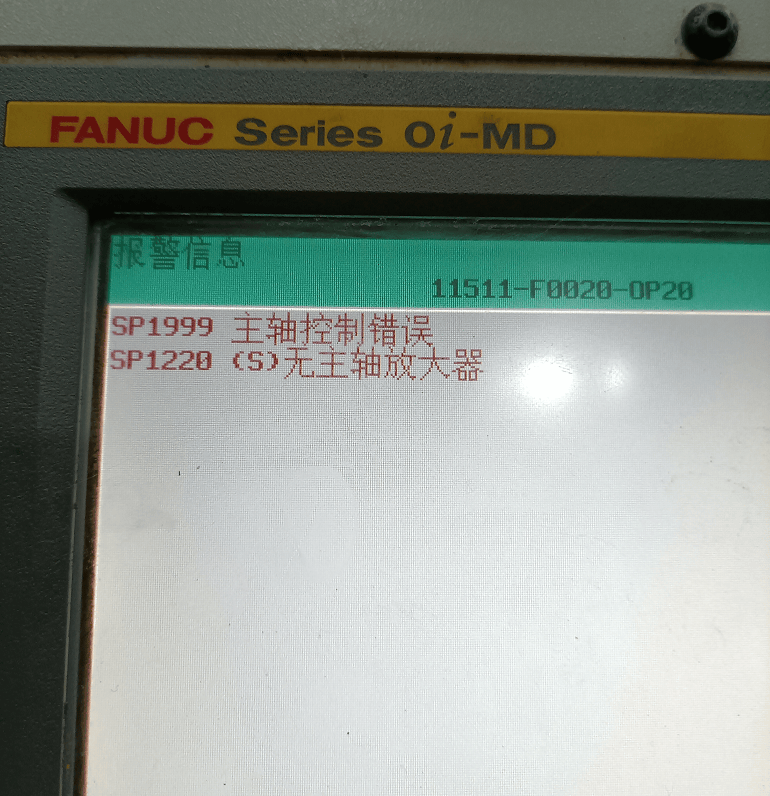 FANUC Series 0i-MD
报警信息
11511-F0020-OP20
SP1999 主轴控制错误
SP1220 (S)无主轴放大器